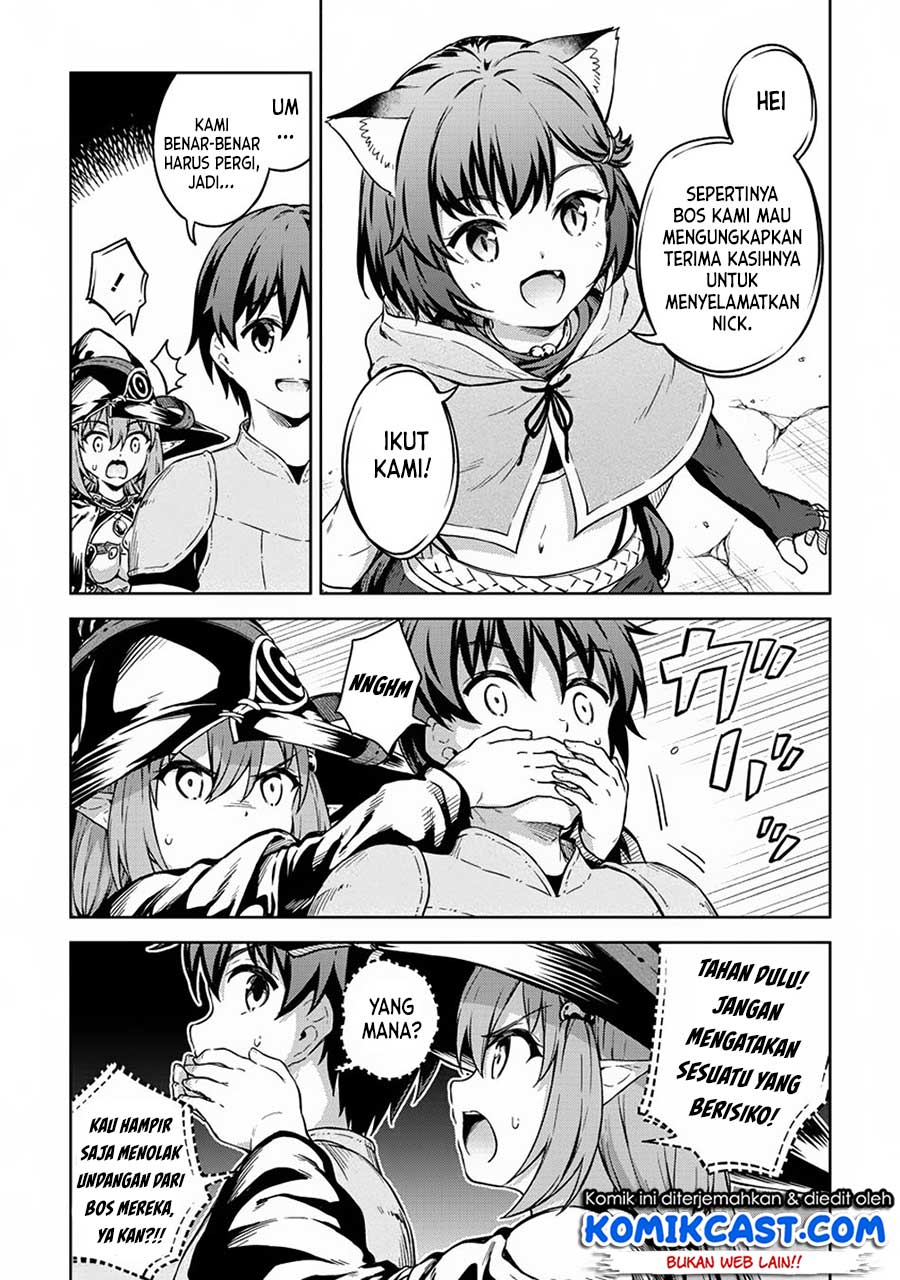 HEI
SEPERTINYA
BOS KAMI MAU
MENGUNGKAPKAN
TERIMA KASIHNYA
UNTUK
MENYELAMATKAN
NICK.
IKUT
KAMI!
UM
...
KAMI
BENAR-BENAR
HARUS PERGI,
JADI...
!
NNGHM
ガッ
TAHAN DULU!
JANGAN
MENGATAKAN
SESUATU YANG
BERISIKO!
YANG
MANA?
KAU HAMPIR
SAJA MENOLAK
UNDANGAN DARI
BOS MEREKA,
YA KAN?!!
Komik ini diterjemahkan & diedit oleh
KOMIKCAST.COM
BUKAN WEB LAIN!!